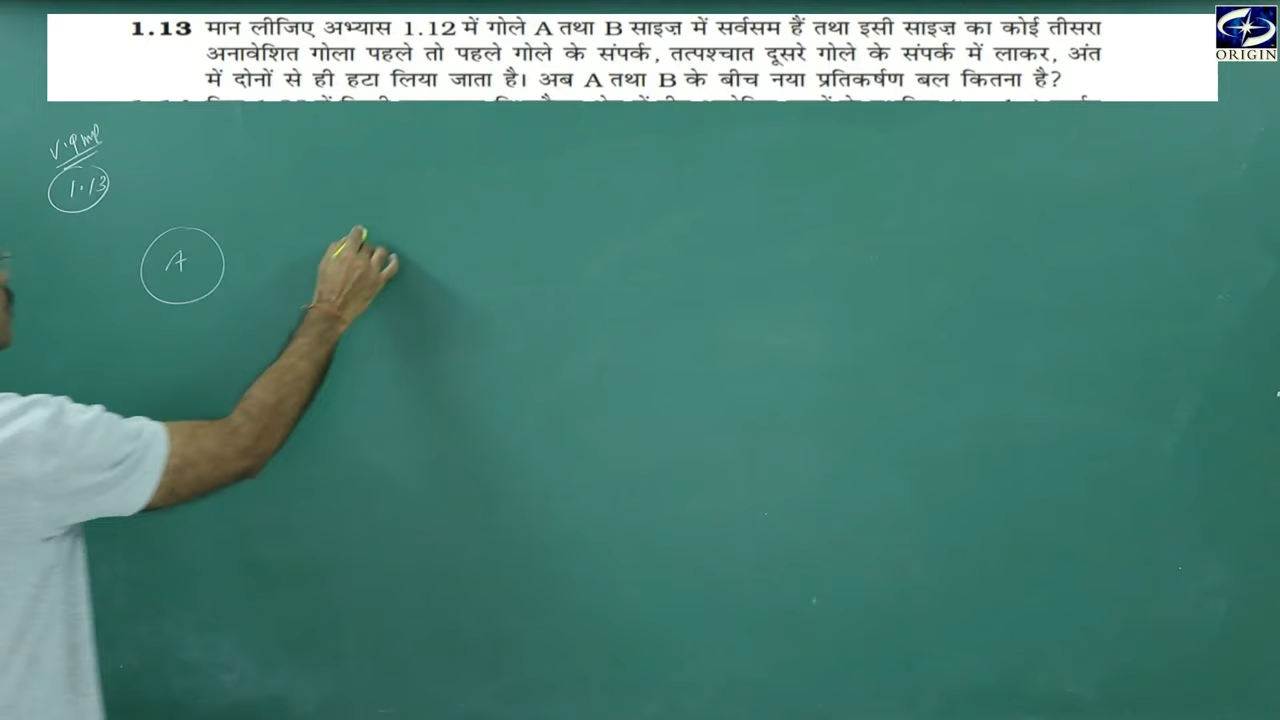 1.13 मान लीजिए अभ्यास 1.12 में गोले A तथा B साइज़ में सर्वसम हैं तथा इसी साइज़ का कोई तीसरा
अनावेशित गोला पहले तो पहले गोले के संपर्क, तत्पश्चात दूसरे गोले के संपर्क में लाकर, अंत
में दोनों से ही हटा लिया जाता है। अब A तथा B के बीच नया प्रतिकर्षण बल कितना है?
ORIGIN
1.13
A